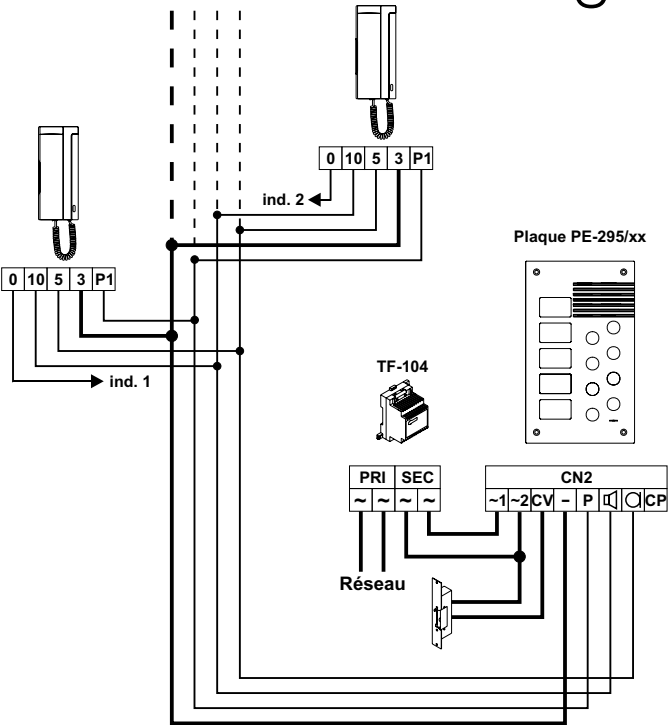 0 10 5 3 P1
ind. 2
Plaque PE-295/xx
0 10 5 3 P1
ind. 1
TF-104
PRI SEC
~ ~ ~ ~
CN2
~1 ~2 CV – P CP
Réseau